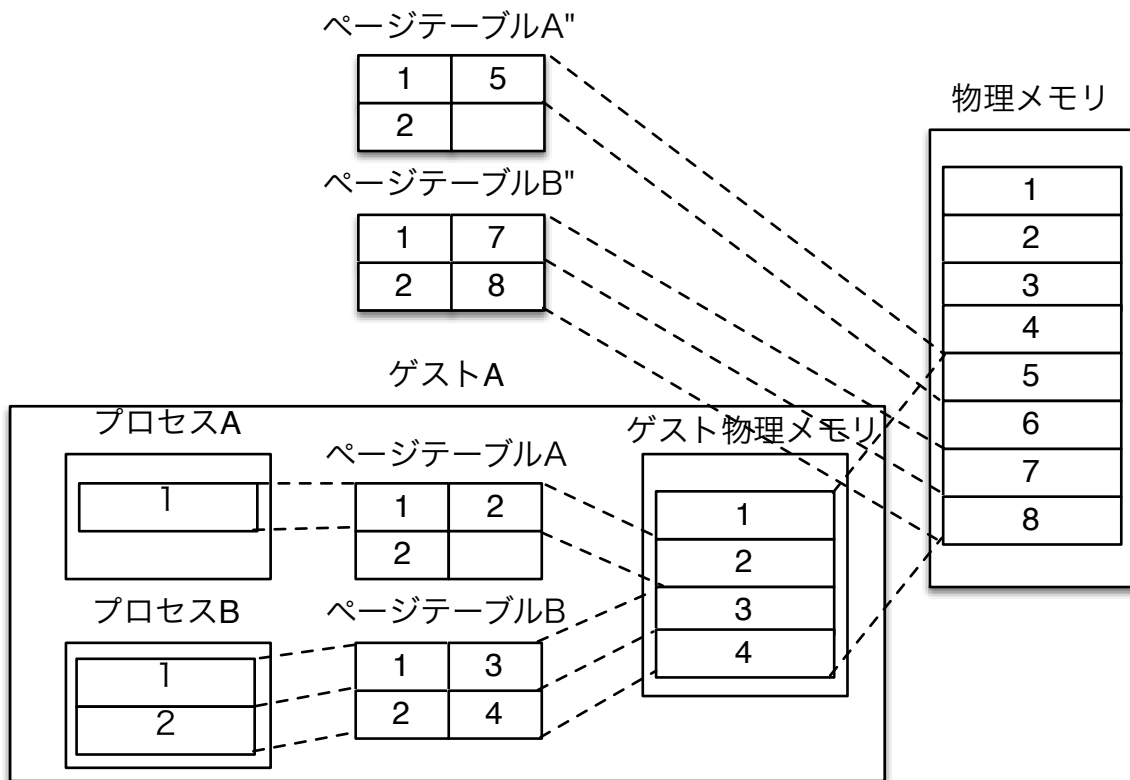 ページテーブルA"
1 5
2
ページテーブルB"
1 7
2 8
物理メモリ
1
2
3
4
5
6
7
8
ゲストA
プロセスA
1
プロセスB
1
2
ページテーブルA
1 2
2
ページテーブルB
1 3
2 4
ゲスト物理メモリ
1
2
3
4